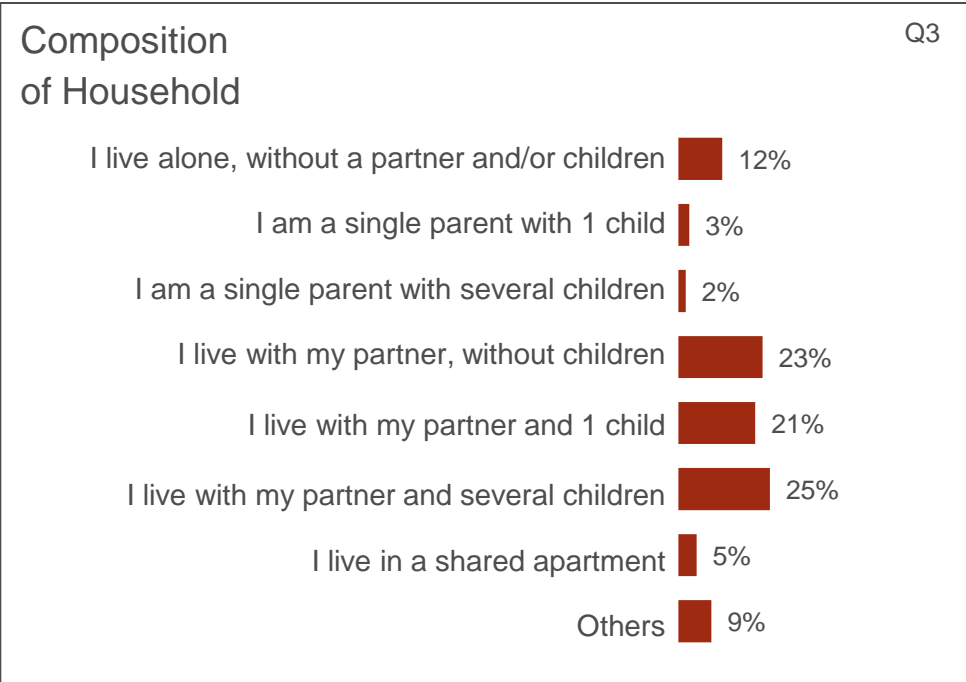 Composition
of Household
Q3
I live alone, without a partner and/or children 12%
I am a single parent with 1 child 3%
I am a single parent with several children 2%
I live with my partner, without children 23%
I live with my partner and 1 child 21%
I live with my partner and several children 25%
I live in a shared apartment 5%
Others 9%